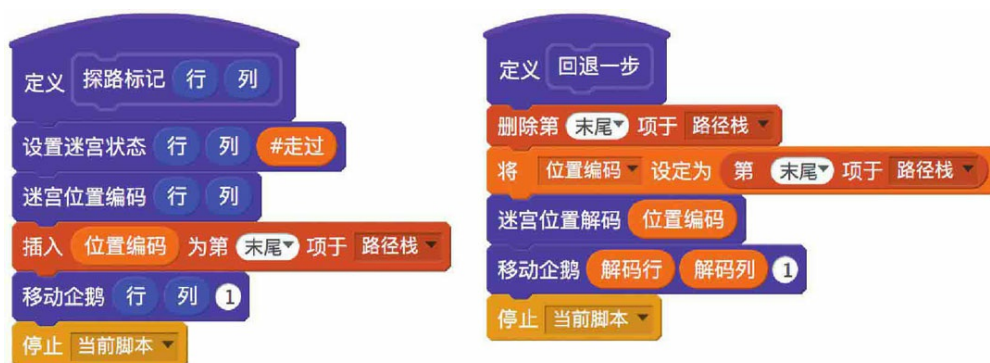 定义 探路标记 行 列
设置迷宫状态 行 列 #走过
迷宫位置编码 行 列
插入 位置编码 为第 末尾 项于 路径栈
移动企鹅 行 列 1
停止 当前脚本
定义 回退一步
删除第 末尾 项于 路径栈
将 位置编码 设定为 第 末尾 项于 路径栈
迷宫位置解码 位置编码
移动企鹅 解码行 解码列 1
停止 当前脚本